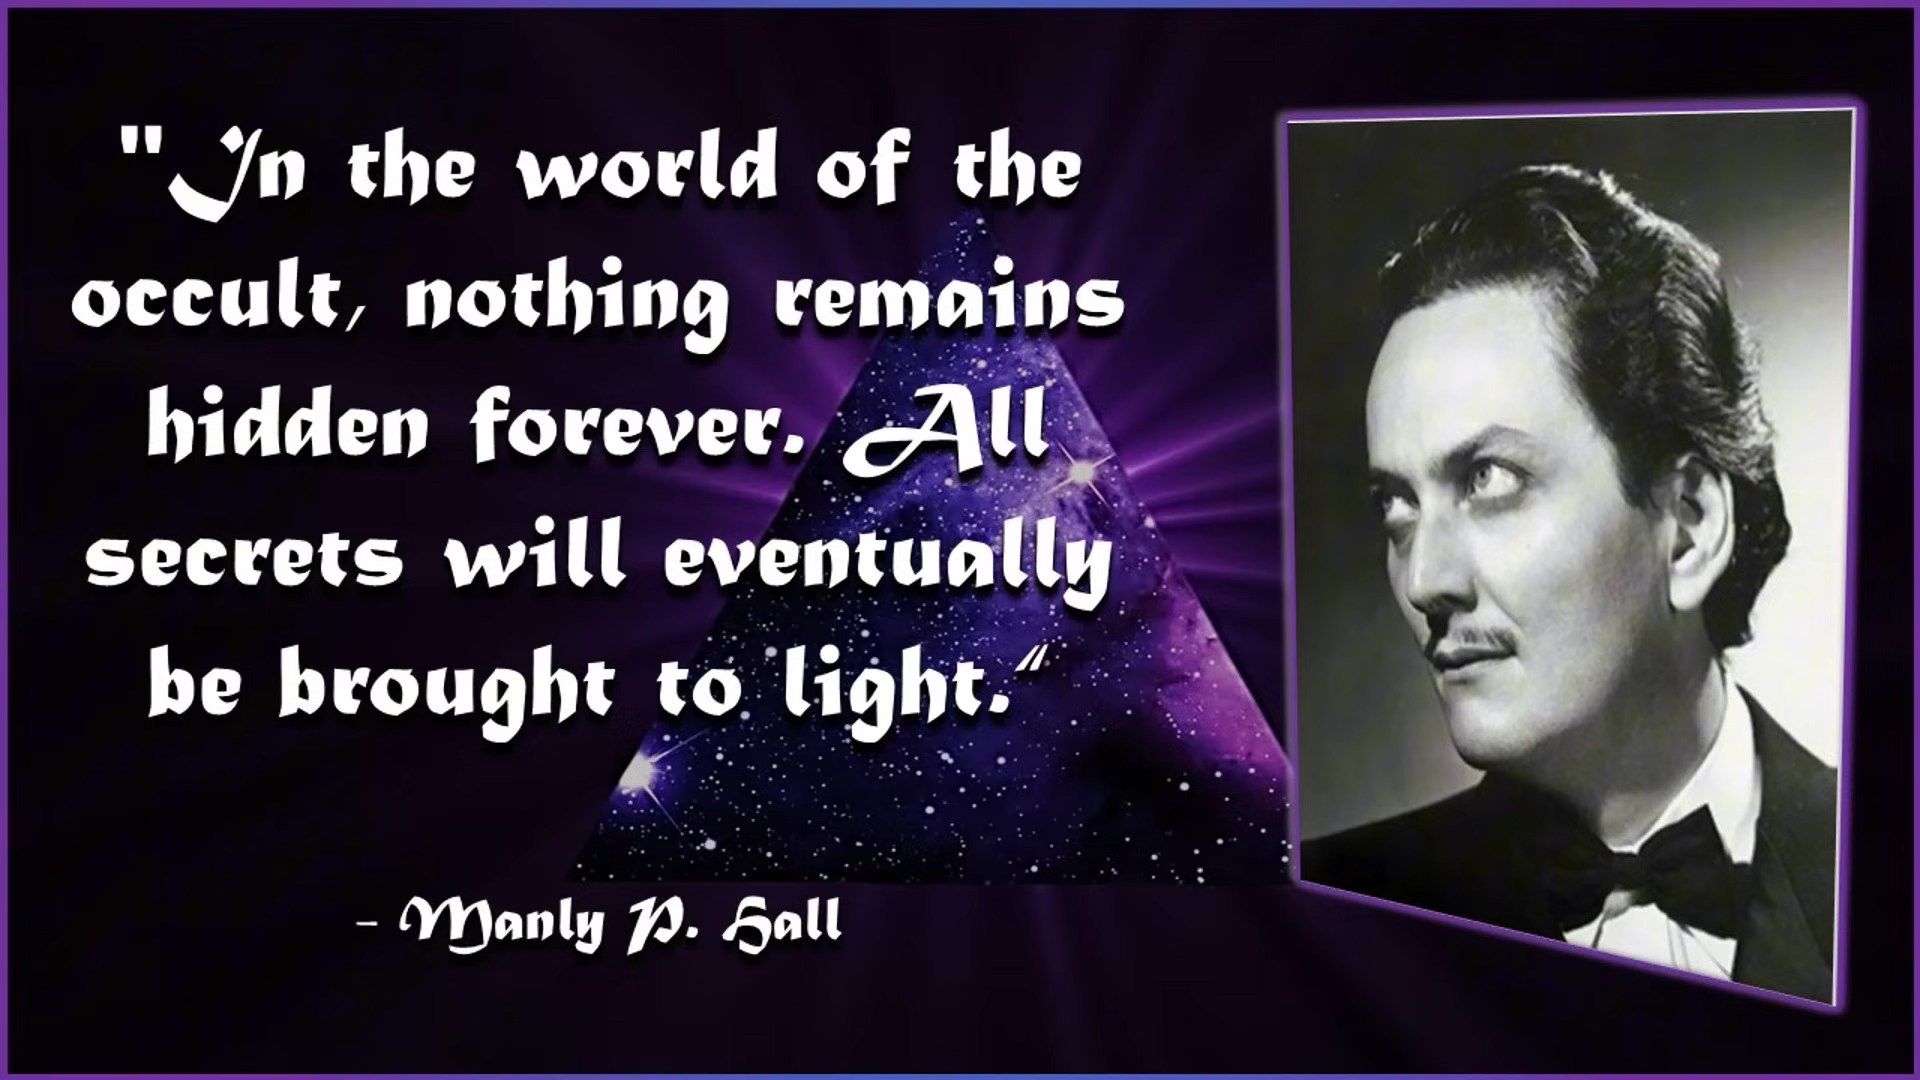 "In the world of the
occult, nothing remains
hidden forever. All
secrets will eventually
be brought to light.“
- Manly P. Hall